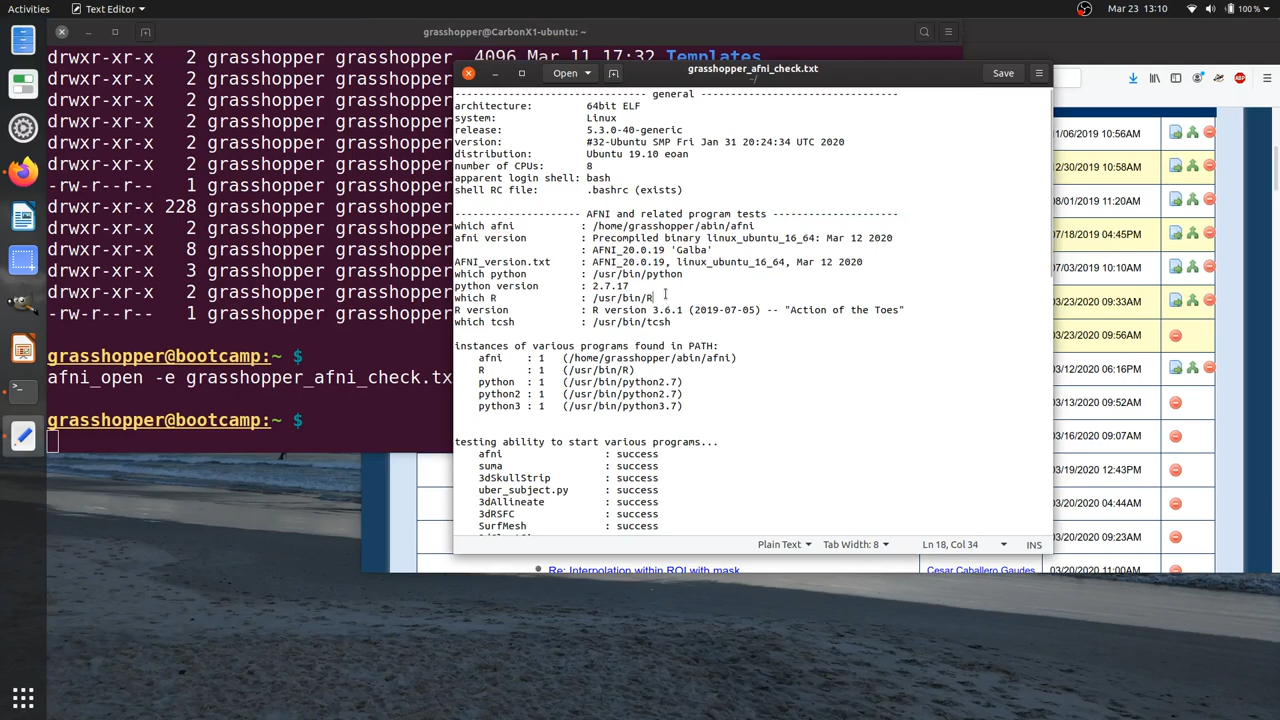 Activities
Text Editor
Mar 23 13:10
100 %
grasshopper@CarbonX1-ubuntu: ~
drwxr-xr-x 2 grasshopper grasshopper 4096 Mar 11 17:32 Templates
drwxr-xr-x 2 grasshopper grasshopper
drwxr-xr-x 2 grasshopper grasshopper
drwxr-xr-x 2 grasshopper grasshopper
drwxr-xr-x 2 grasshopper grasshopper
drwxr-xr-x 2 grasshopper grasshopper
-rw-r--r-- 1 grasshopper grasshopper
drwxr-xr-x 228 grasshopper grasshopper
drwxr-xr-x 2 grasshopper grasshopper
drwxr-xr-x 8 grasshopper grasshopper
drwxr-xr-x 3 grasshopper grasshopper
drwxr-xr-x 2 grasshopper grasshopper
-rw-r--r-- 1 grasshopper grasshopper
grasshopper@bootcamp:~ $
afni_open -e grasshopper_afni_check.tx
grasshopper@bootcamp:~ $
Open
grasshopper_afni_check.txt
~/
Save
------------------------------- general ---------------------------------
architecture: 64bit ELF
system: Linux
release: 5.3.0-40-generic
version: #32-Ubuntu SMP Fri Jan 31 20:24:34 UTC 2020
distribution: Ubuntu 19.10 eoan
number of CPUs: 8
apparent login shell: bash
shell RC file: .bashrc (exists)
--------------------- AFNI and related program tests ---------------------
which afni : /home/grasshopper/abin/afni
afni version : Precompiled binary linux_ubuntu_16_64: Mar 12 2020
: AFNI_20.0.19 'Galba'
AFNI_version.txt : AFNI_20.0.19, linux_ubuntu_16_64, Mar 12 2020
which python : /usr/bin/python
python version : 2.7.17
which R : /usr/bin/R
R version : R version 3.6.1 (2019-07-05) -- "Action of the Toes"
which tcsh : /usr/bin/tcsh
instances of various programs found in PATH:
afni : 1 (/home/grasshopper/abin/afni)
R : 1 (/usr/bin/R)
python : 1 (/usr/bin/python2.7)
python2 : 1 (/usr/bin/python2.7)
python3 : 1 (/usr/bin/python3.7)
testing ability to start various programs...
afni : success
suma : success
3dSkullStrip : success
uber_subject.py : success
3dAllineate : success
3dRSFC : success
SurfMesh : success
Plain Text
Tab Width: 8
Ln 18, Col 34
INS
ABP
11/06/2019 10:56AM
12/30/2019 10:58AM
08/01/2019 11:20AM
07/18/2019 04:45PM
07/03/2019 10:10AM
03/23/2020 09:33AM
03/23/2020 09:56AM
03/12/2020 06:16PM
03/13/2020 09:52AM
03/16/2020 09:07AM
03/19/2020 12:43PM
03/20/2020 04:44AM
03/20/2020 09:23AM
Re: Interpolation within ROI with mask
Cesar Caballero Gaudes
03/20/2020 11:00AM